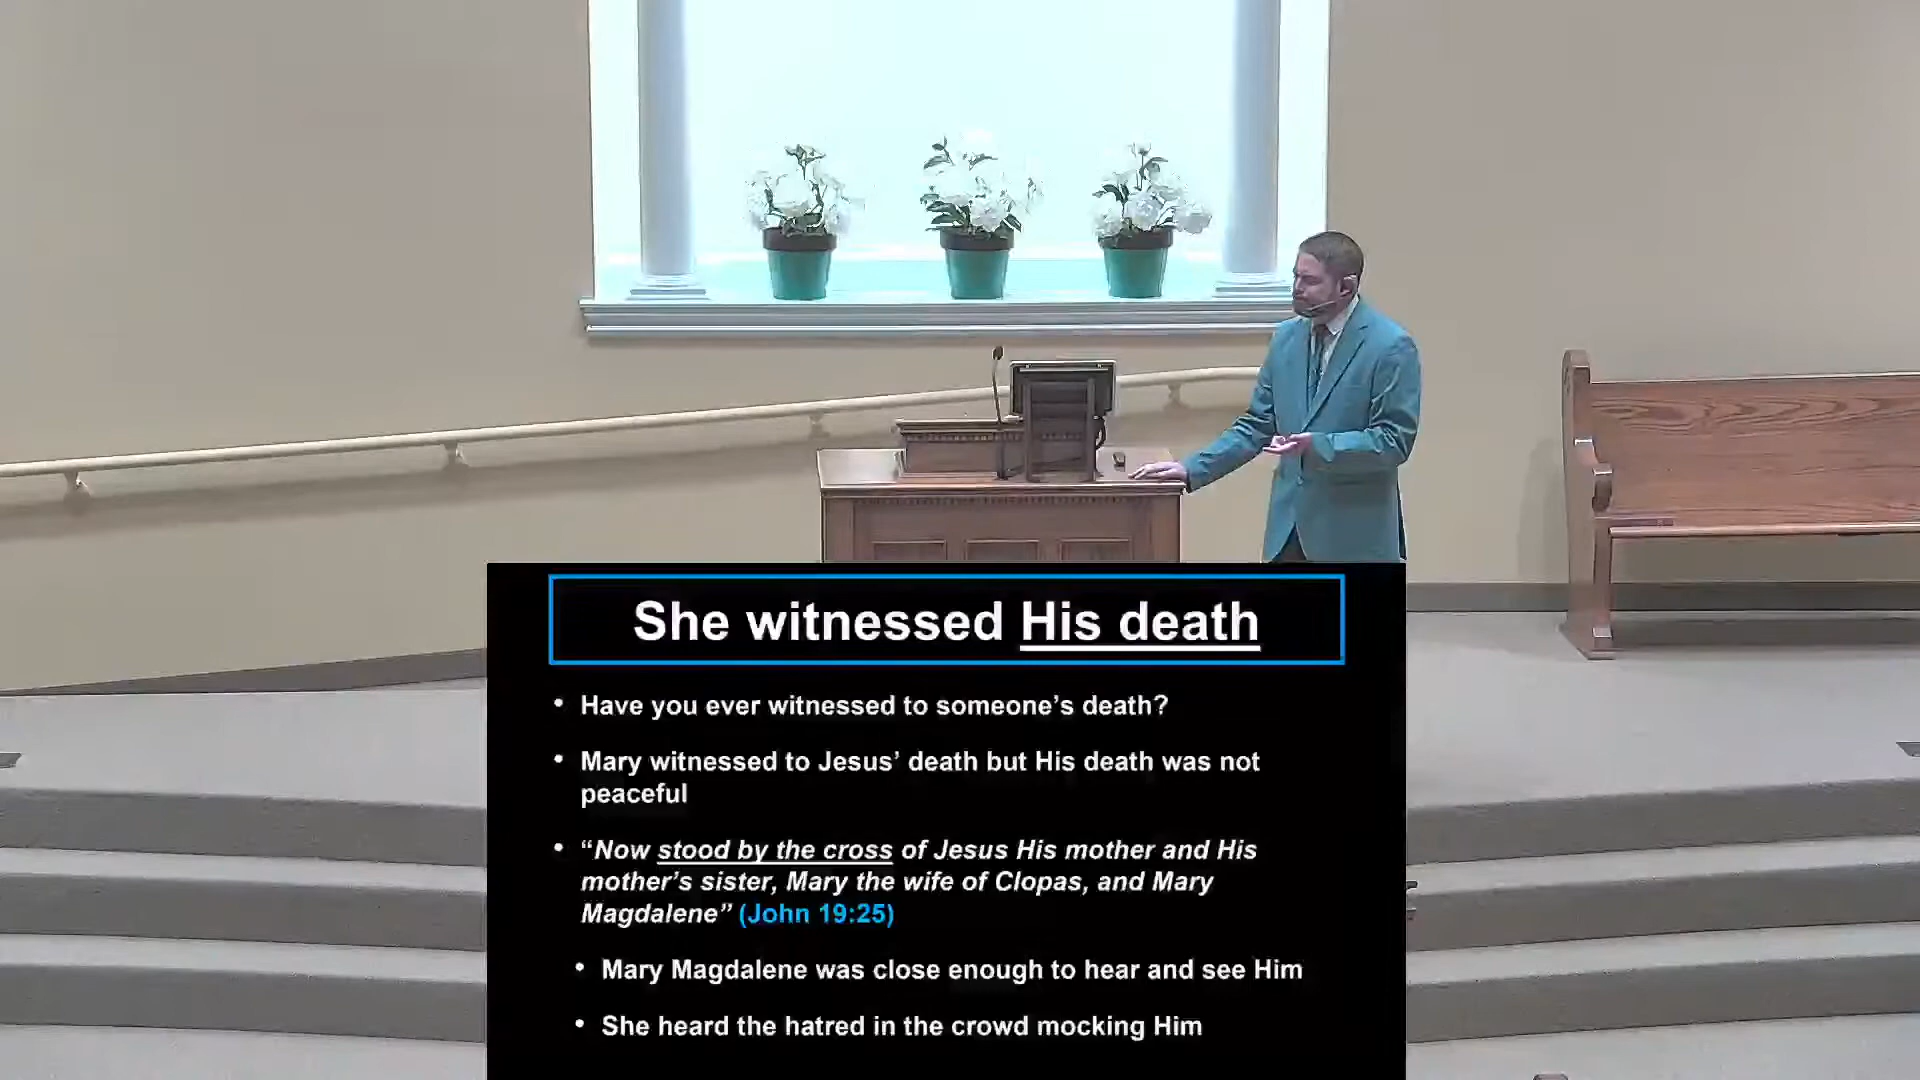 She witnessed His death
• Have you ever witnessed to someone’s death?
• Mary witnessed to Jesus’ death but His death was not
peaceful
• “Now stood by the cross of Jesus His mother and His
mother’s sister, Mary the wife of Clopas, and Mary
Magdalene” (John 19:25)
• Mary Magdalene was close enough to hear and see Him
• She heard the hatred in the crowd mocking Him